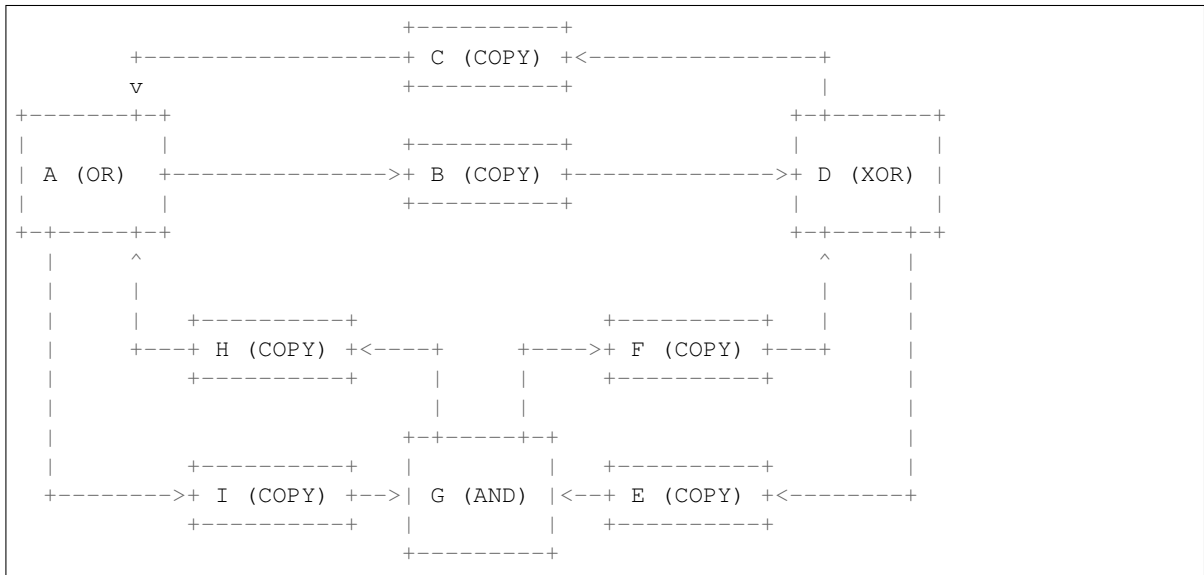 C (COPY)
A (OR)
B (COPY)
D (XOR)
H (COPY)
F (COPY)
I (COPY)
G (AND)
E (COPY)